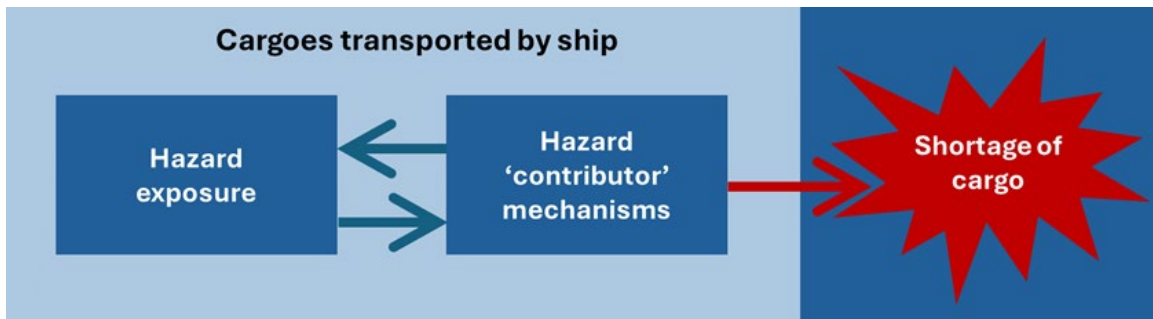 Cargoes transported by ship
Hazard
exposure
Hazard
‘contributor’
mechanisms
Shortage of
cargo